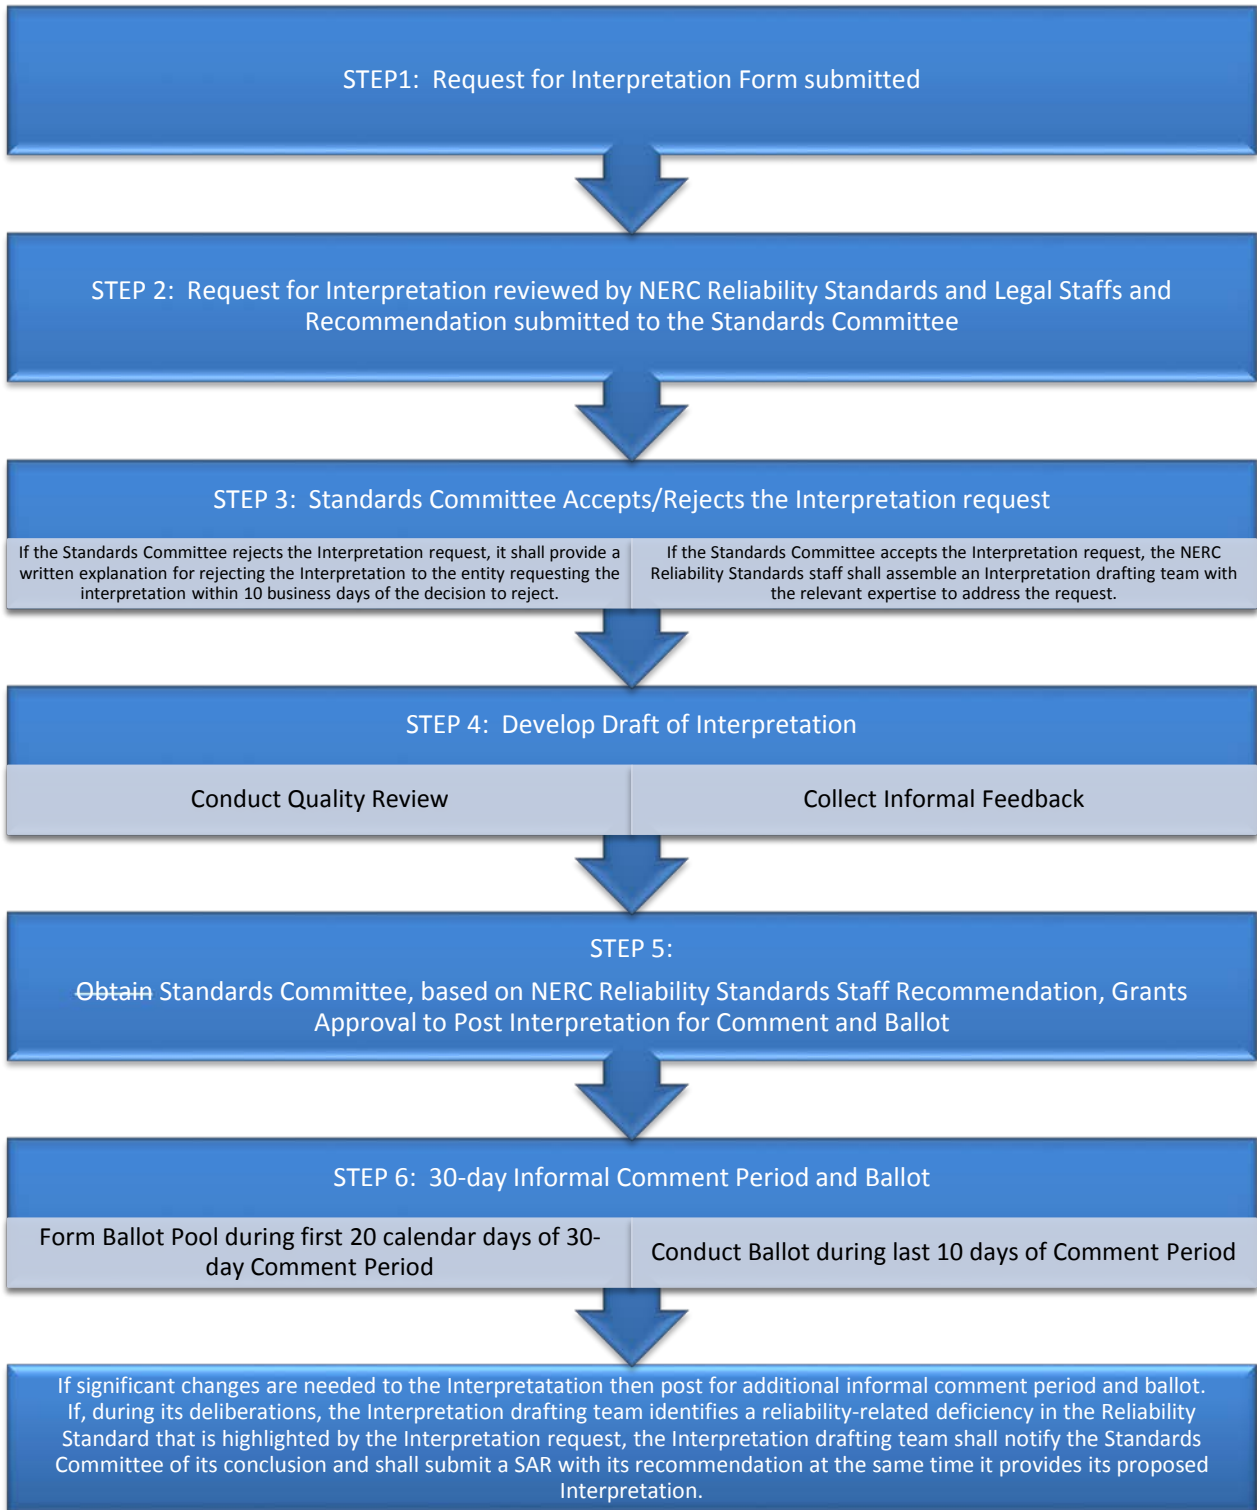 STEP1: Request for Interpretation Form submitted
STEP 2: Request for Interpretation reviewed by NERC Reliability Standards and Legal Staffs and
Recommendation submitted to the Standards Committee
STEP 3: Standards Committee Accepts/Rejects the Interpretation request
If the Standards Committee rejects the Interpretation request, it shall provide a
written explanation for rejecting the Interpretation to the entity requesting the
interpretation within 10 business days of the decision to reject.
If the Standards Committee accepts the Interpretation request, the NERC
Reliability Standards staff shall assemble an Interpretation drafting team with
the relevant expertise to address the request.
STEP 4: Develop Draft of Interpretation
Conduct Quality Review
Collect Informal Feedback
STEP 5:
Obtain Standards Committee, based on NERC Reliability Standards Staff Recommendation, Grants
Approval to Post Interpretation for Comment and Ballot
STEP 6: 30-day Informal Comment Period and Ballot
Form Ballot Pool during first 20 calendar days of 30-
day Comment Period
Conduct Ballot during last 10 days of Comment Period
If significant changes are needed to the Interpretatation then post for additional informal comment period and ballot.
If, during its deliberations, the Interpretation drafting team identifies a reliability-related deficiency in the Reliability
Standard that is highlighted by the Interpretation request, the Interpretation drafting team shall notify the Standards
Committee of its conclusion and shall submit a SAR with its recommendation at the same time it provides its proposed
Interpretation.